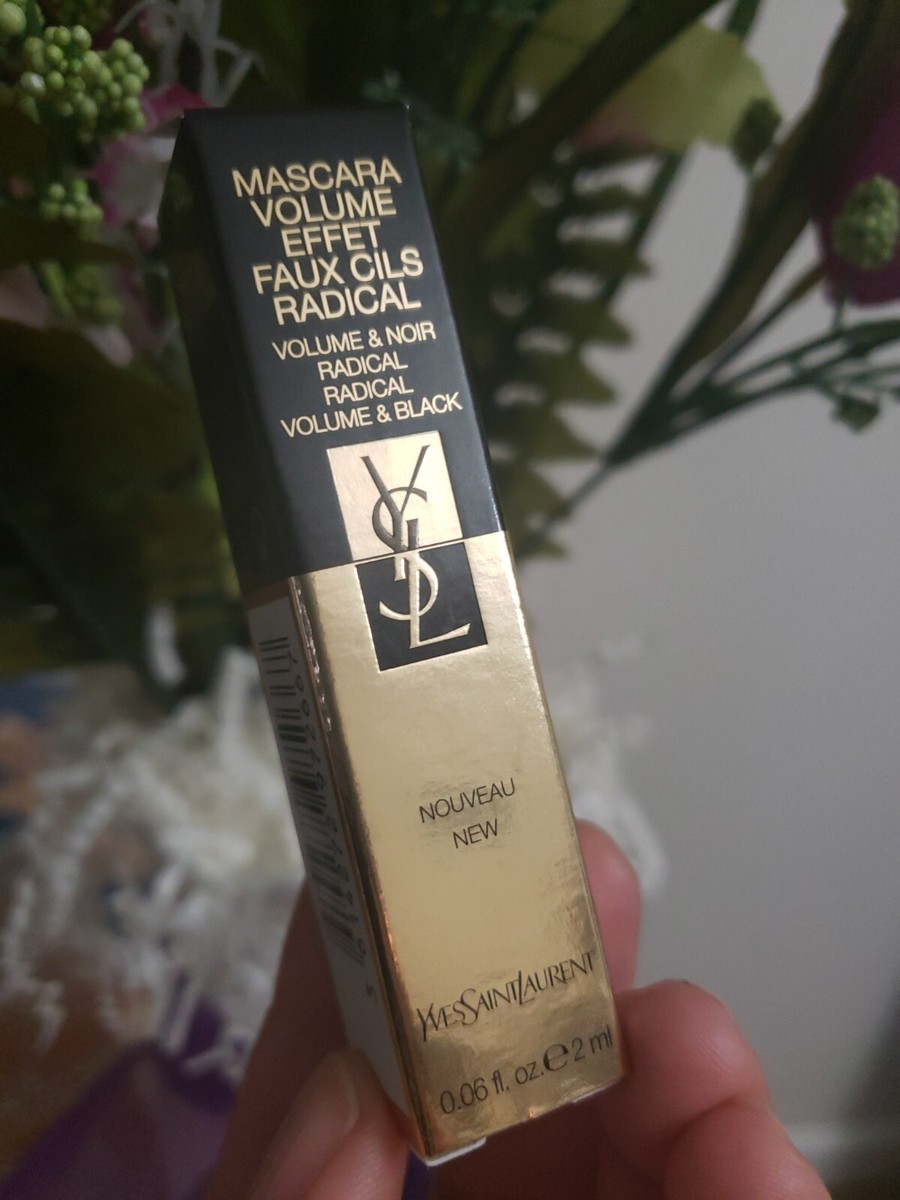 MASCARA
VOLUME
EFFET
FAUX CILS
RADICAL
VOLUME & NOIR
RADICAL
RADICAL
VOLUME & BLACK
YSL
NOUVEAU
NEW
YVESSAINTLAURENT
0.06 fl. oz.℮2 ml